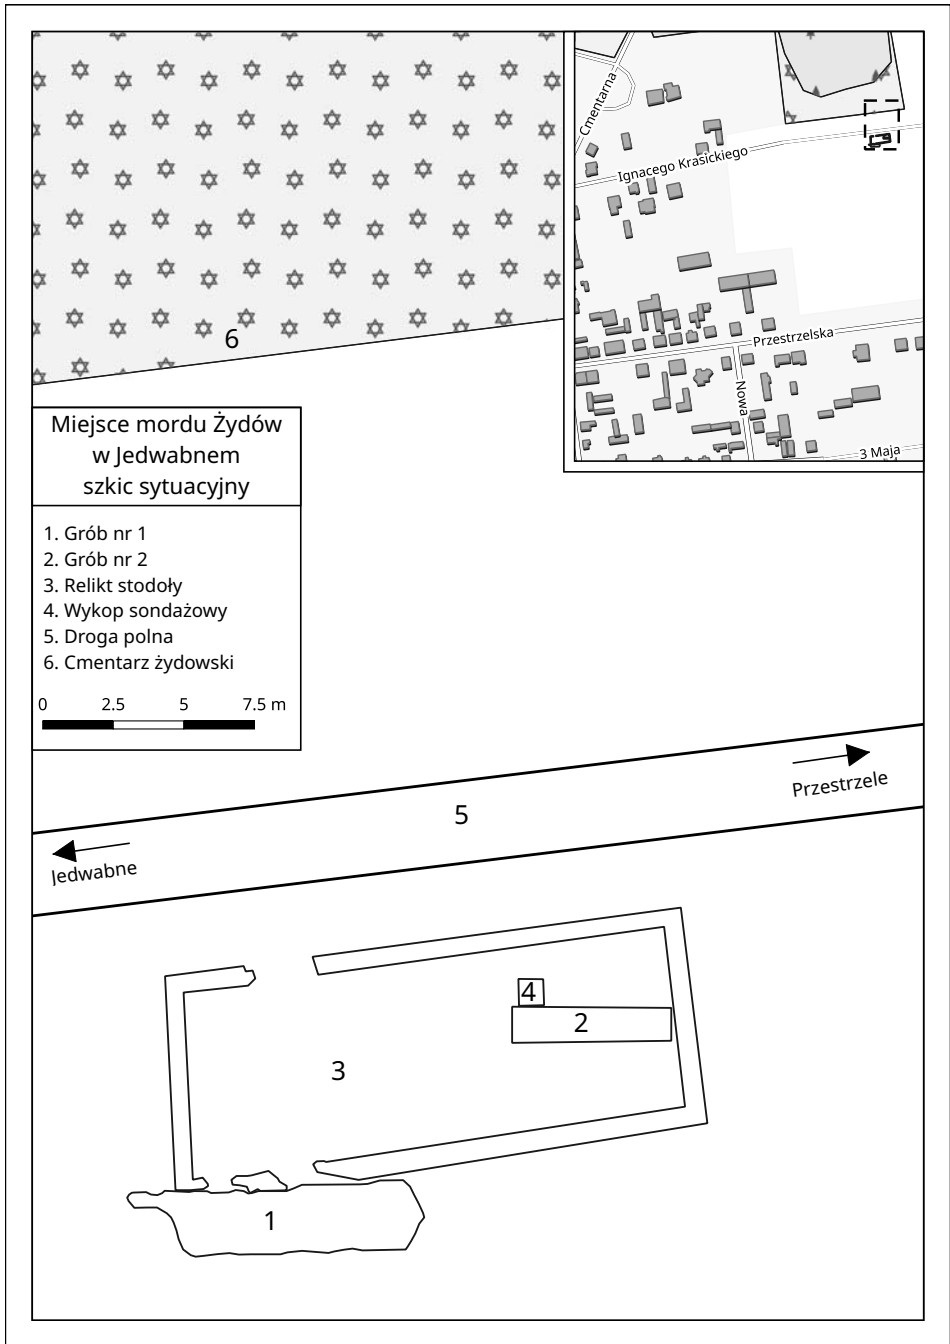 Cmentarna
Ignacego Krasickiego
Przestrzelska
Nowa
3 Maja
6
Miejsce mordu Żydów
w Jedwabnem
szkic sytuacyjny
1. Grób nr 1
2. Grób nr 2
3. Relikt stodoły
4. Wykop sondażowy
5. Droga polna
6. Cmentarz żydowski
0 2.5 5 7.5 m
Przestrzele
5
Jedwabne
4
2
3
1